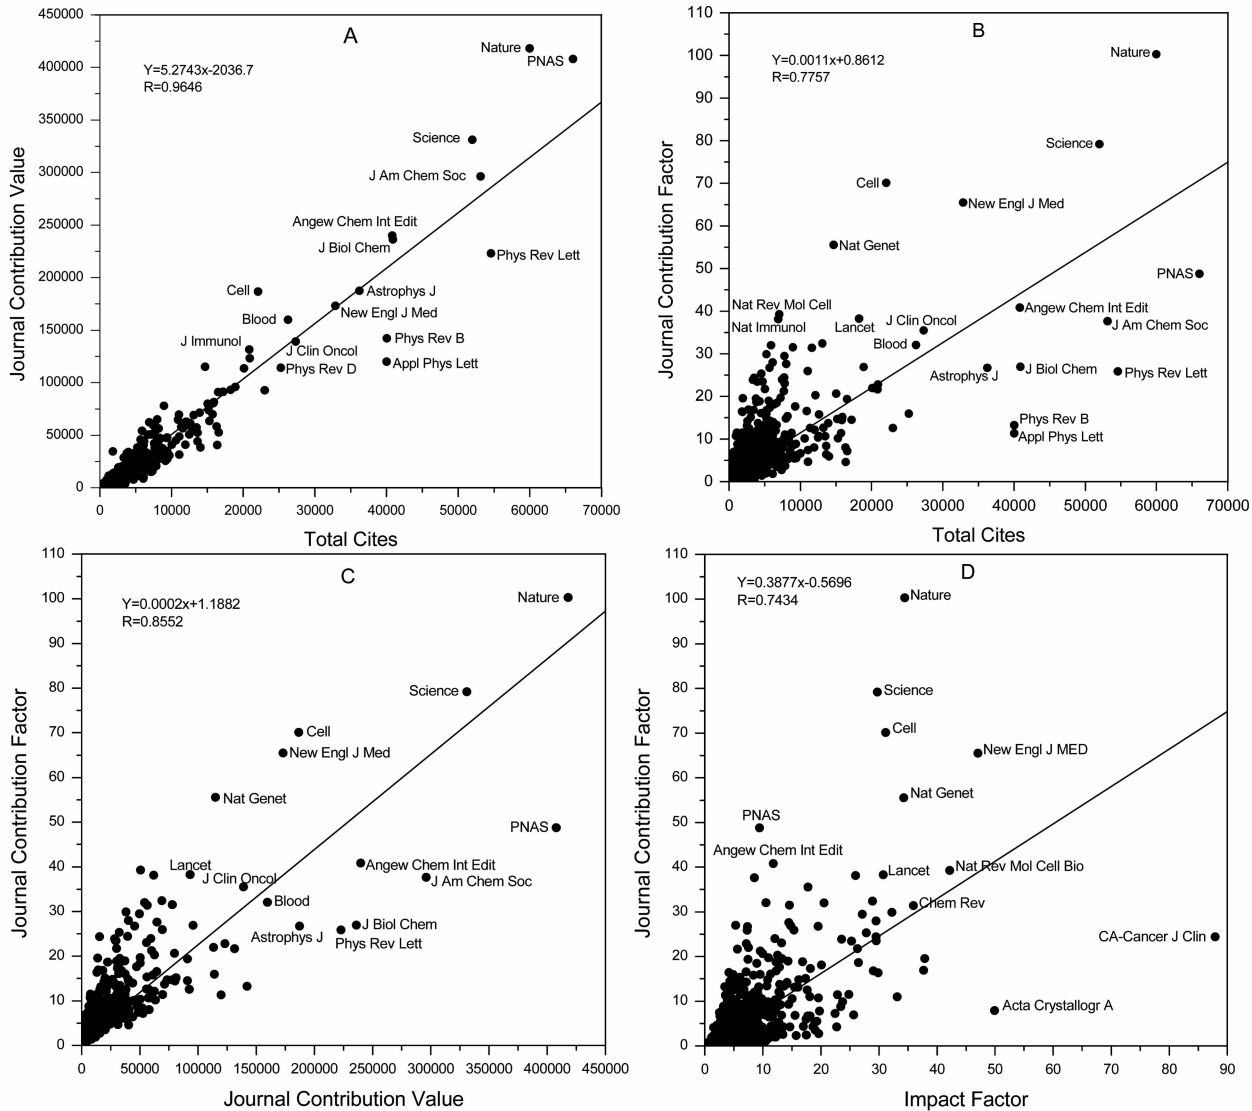 A
Y=5.2743x-2036.7
R=0.9646
Nature
PNAS
Science
J Am Chem Soc
Angew Chem Int Edit
J Biol Chem
Phys Rev Lett
Cell
Astrophys J
New Engl J Med
Blood
J Immunol
J Clin Oncol
Phys Rev B
Phys Rev D
Appl Phys Lett
450000
400000
350000
300000
250000
200000
150000
100000
50000
0
Journal Contribution Value
0 10000 20000 30000 40000 50000 60000 70000
Total Cites
B
Y=0.0011x+0.8612
R=0.7757
Nature
Science
Cell
New Engl J Med
Nat Genet
PNAS
Nat Rev Mol Cell
Angew Chem Int Edit
Nat Immunol
Lancet
J Clin Oncol
J Am Chem Soc
Blood
Astrophys J
J Biol Chem
Phys Rev Lett
Phys Rev B
Appl Phys Lett
110
100
90
80
70
60
50
40
30
20
10
0
Journal Contribution Factor
0 10000 20000 30000 40000 50000 60000 70000
Total Cites
C
Y=0.0002x+1.1882
R=0.8552
Nature
Science
Cell
New Engl J Med
Nat Genet
PNAS
Lancet
Angew Chem Int Edit
J Clin Oncol
J Am Chem Soc
Blood
Astrophys J
J Biol Chem
Phys Rev Lett
110
100
90
80
70
60
50
40
30
20
10
0
Journal Contribution Factor
0 50000 100000 150000 200000 250000 300000 350000 400000 450000
Journal Contribution Value
D
Y=0.3877x-0.5696
R=0.7434
Nature
Science
Cell
New Engl J MED
Nat Genet
PNAS
Angew Chem Int Edit
Lancet
Nat Rev Mol Cell Bio
Chem Rev
CA-Cancer J Clin
Acta Crystallogr A
110
100
90
80
70
60
50
40
30
20
10
0
Journal Contribution Factor
0 10 20 30 40 50 60 70 80 90
Impact Factor